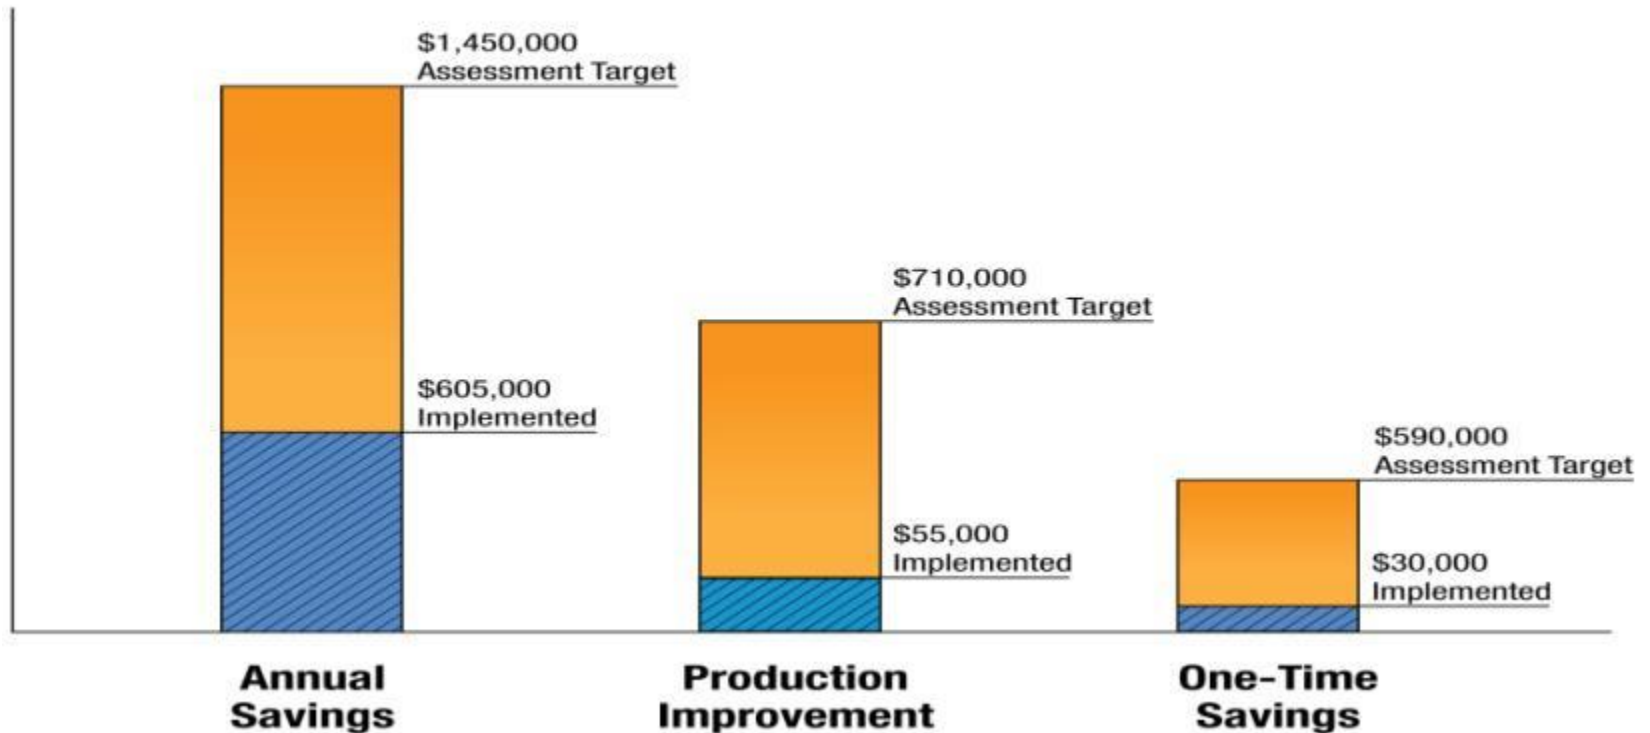 $1,450,000
Assessment Target
$605,000
Implemented
$710,000
Assessment Target
$55,000
Implemented
$590,000
Assessment Target
$30,000
Implemented
Annual
Savings
Production
Improvement
One-Time
Savings